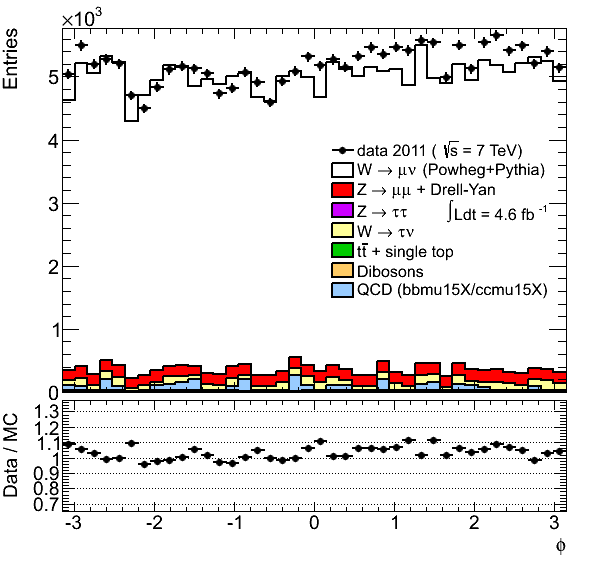 ×10³
Entries
5
4
3
2
1
0
data 2011 ( √s = 7 TeV)
W → μν (Powheg+Pythia)
Z → μμ + Drell-Yan
Z → ττ
∫Ldt = 4.6 fb⁻¹
W → τν
tt̄ + single top
Dibosons
QCD (bbmu15X/ccmu15X)
Data / MC
1.3
1.2
1.1
1
0.9
0.8
0.7
-3 -2 -1 0 1 2 3
ϕ